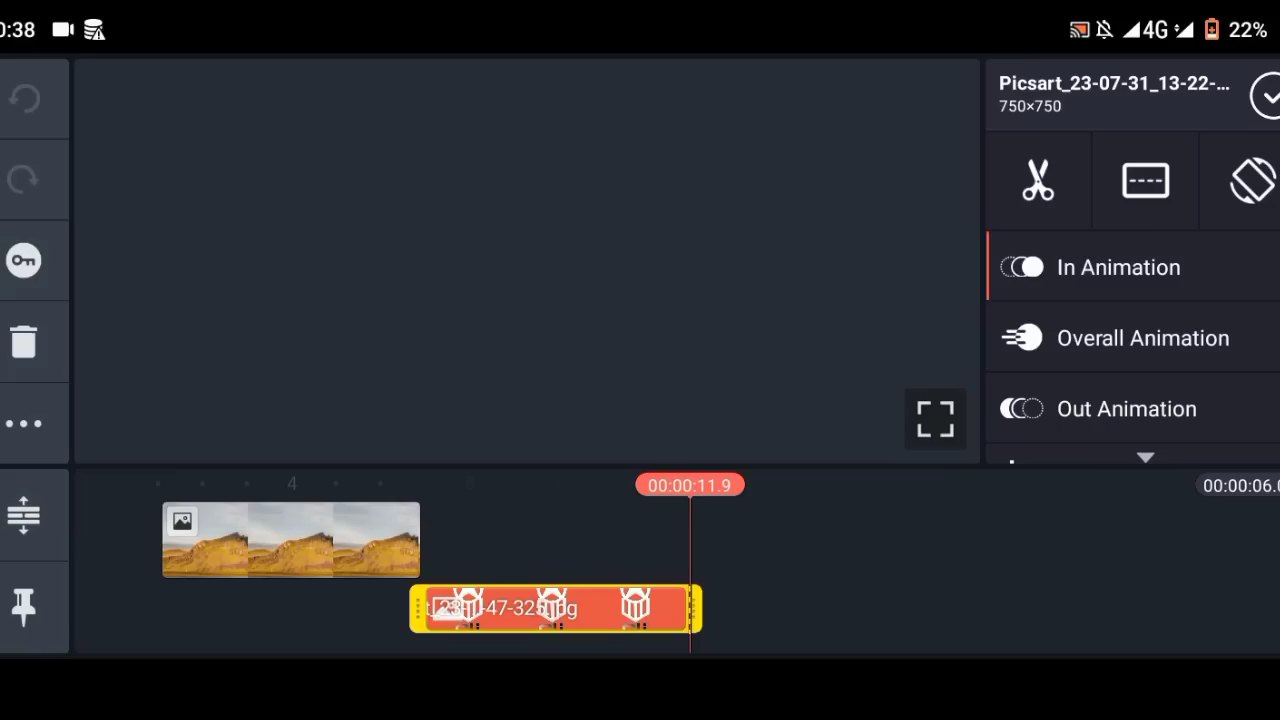 0:38
4G
22%
Picsart_23-07-31_13-22-...
750×750
In Animation
Overall Animation
Out Animation
4
00:00:11.9
00:00:06.0